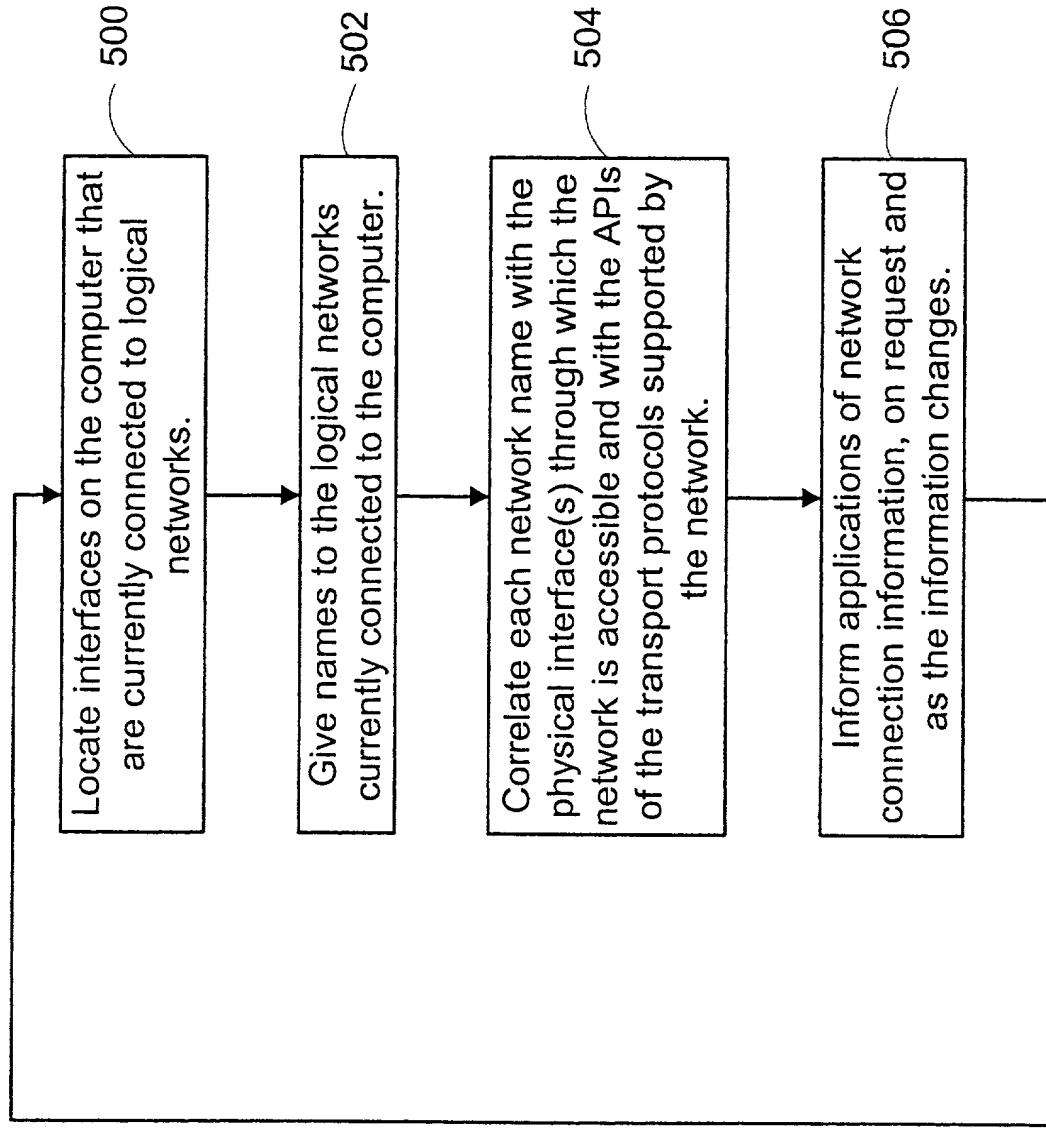 Locate interfaces on the computer that
are currently connected to logical
networks.
500
Give names to the logical networks
currently connected to the computer.
502
Correlate each network name with the
physical interface(s) through which the
network is accessible and with the APIs
of the transport protocols supported by
the network.
504
Inform applications of network
connection information, on request and
as the information changes.
506